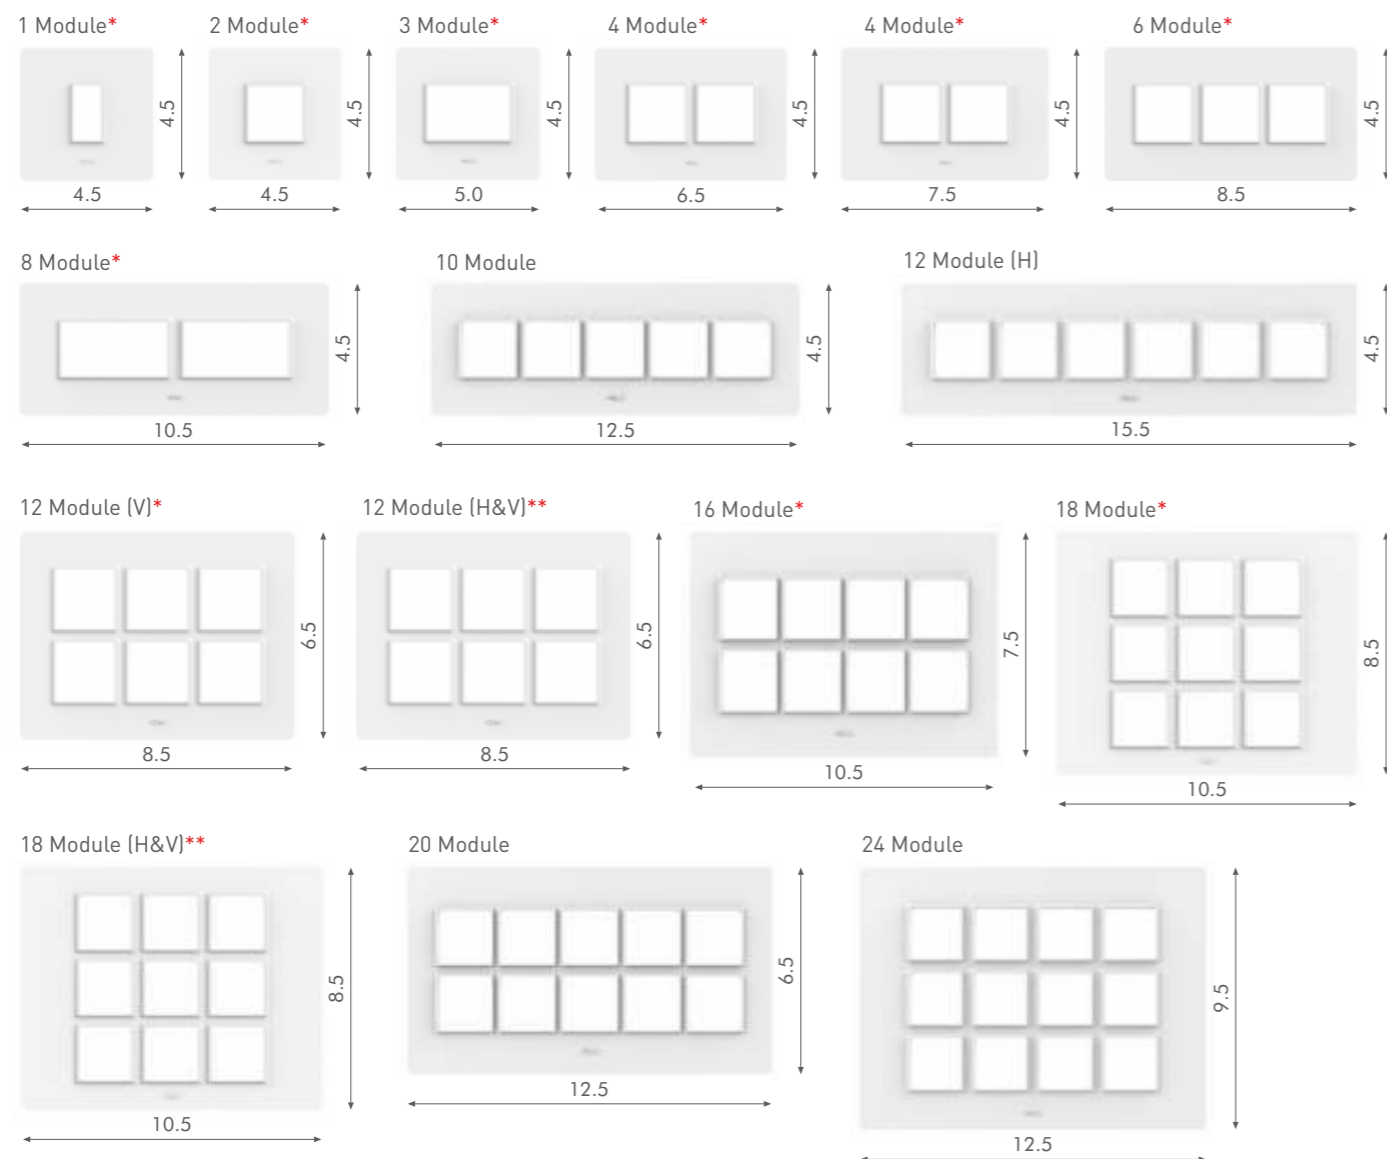 1 Module* 2 Module* 3 Module* 4 Module* 4 Module* 6 Module*
4.5 4.5 4.5 4.5 4.5 4.5
4.5 4.5 5.0 6.5 7.5 8.5
8 Module* 10 Module 12 Module (H)
4.5 4.5 4.5
10.5 12.5 15.5
12 Module (V)* 12 Module (H&V)** 16 Module* 18 Module*
6.5 6.5 7.5 8.5
8.5 8.5 10.5 10.5
18 Module (H&V)** 20 Module 24 Module
8.5 6.5 9.5
10.5 12.5 12.5